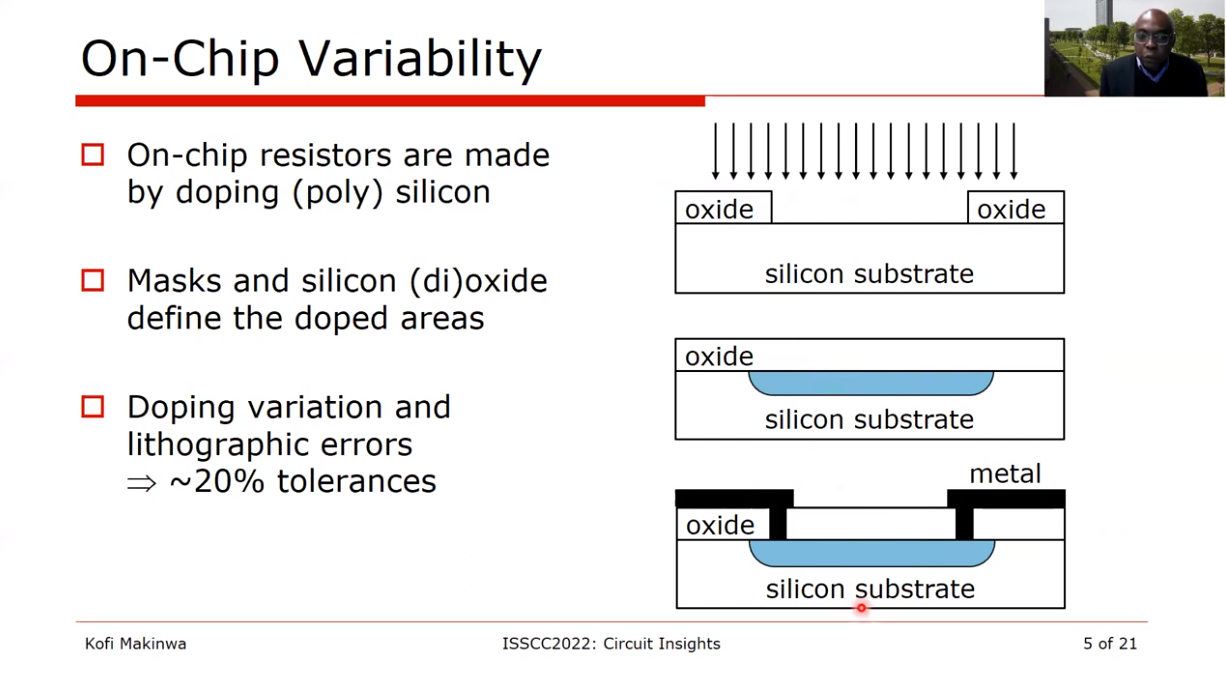 On-Chip Variability
On-chip resistors are made
by doping (poly) silicon
Masks and silicon (di)oxide
define the doped areas
Doping variation and
lithographic errors
⇒ ~20% tolerances
oxide
oxide
silicon substrate
oxide
silicon substrate
metal
oxide
silicon substrate
Kofi Makinwa
ISSCC2022: Circuit Insights
5 of 21